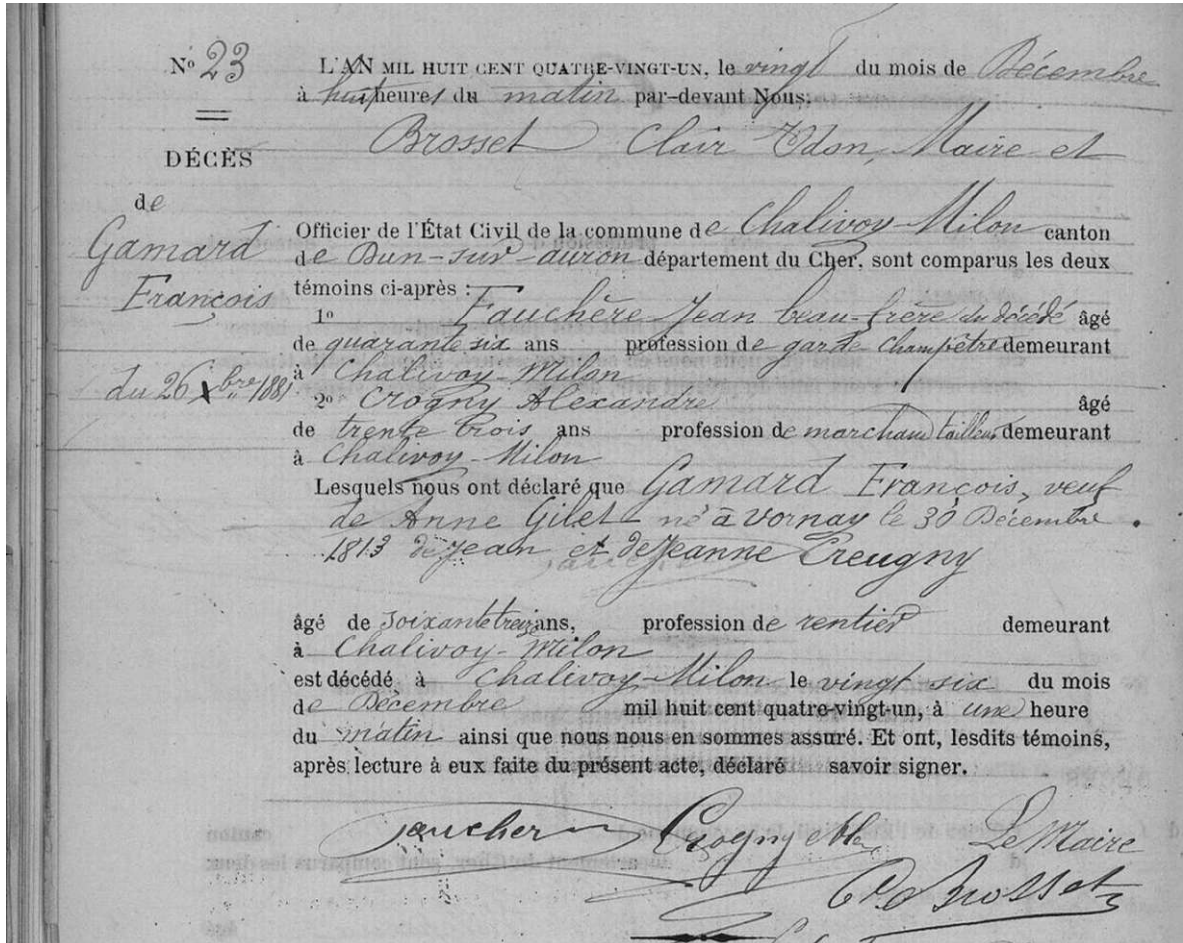 No 23
L'AN MIL HUIT CENT QUATRE-VINGT-UN, le vingt du mois de Décembre
à huit heures du matin par-devant Nous:
Brosset Clair Odon, Maire et
DÉCÈS
de
Gamard
François
du 26 Xbre 1881
Officier de l'État Civil de la commune de Chalivoy-Milon canton
de Dun-sur-auron département du Cher, sont comparus les deux
témoins ci-après :
1o Fauchère Jean beau-frère du décédé âgé
de quarante six ans profession de garde champêtre demeurant
à Chalivoy-Milon
2o Crogny Alexandre âgé
de trente trois ans profession de marchand tailleur demeurant
à Chalivoy-Milon
Lesquels nous ont déclaré que Gamard François, veuf
de Anne Gilet né à Vornay le 30 Décembre
1813 de Jean et de Jeanne Creugny
âgé de soixante treize ans, profession de rentier demeurant
à Chalivoy-Milon
est décédé à Chalivoy-Milon le vingt six du mois
de Décembre mil huit cent quatre-vingt-un, à une heure
du matin ainsi que nous nous en sommes assuré. Et ont, lesdits témoins,
après lecture à eux faite du présent acte, déclaré savoir signer.
Crogny Le Maire
Brosset